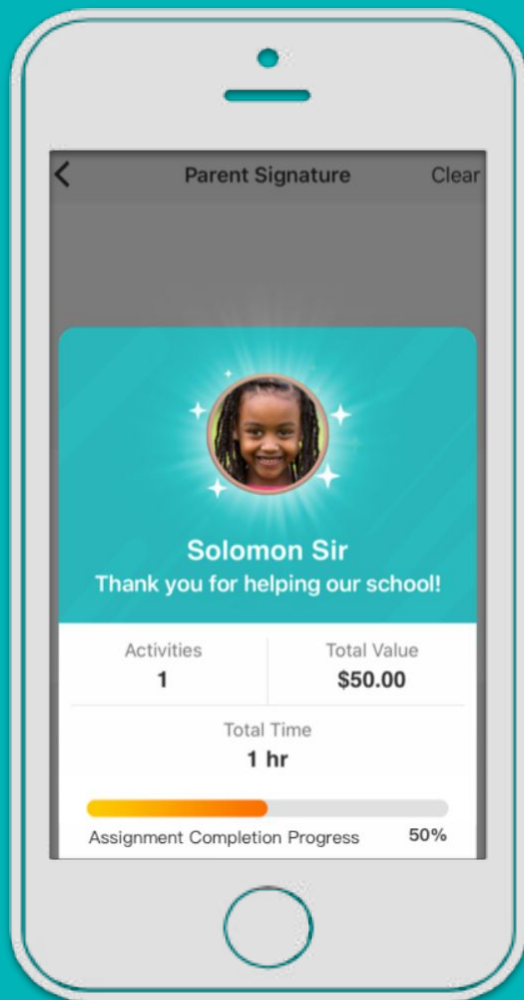 Parent Signature Clear
Solomon Sir
Thank you for helping our school!
Activities Total Value
1 $50.00
Total Time
1 hr
Assignment Completion Progress 50%